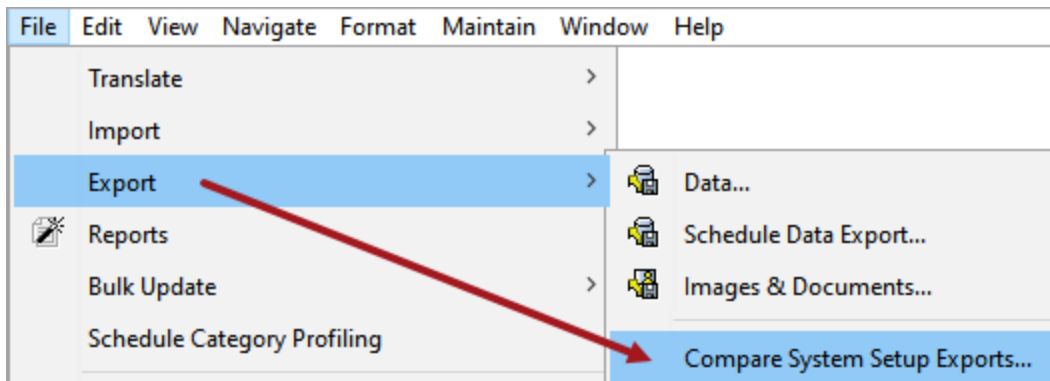 File Edit View Navigate Format Maintain Window Help
Translate
Import
Export
Data...
Reports
Schedule Data Export...
Bulk Update
Images & Documents...
Schedule Category Profiling
Compare System Setup Exports...